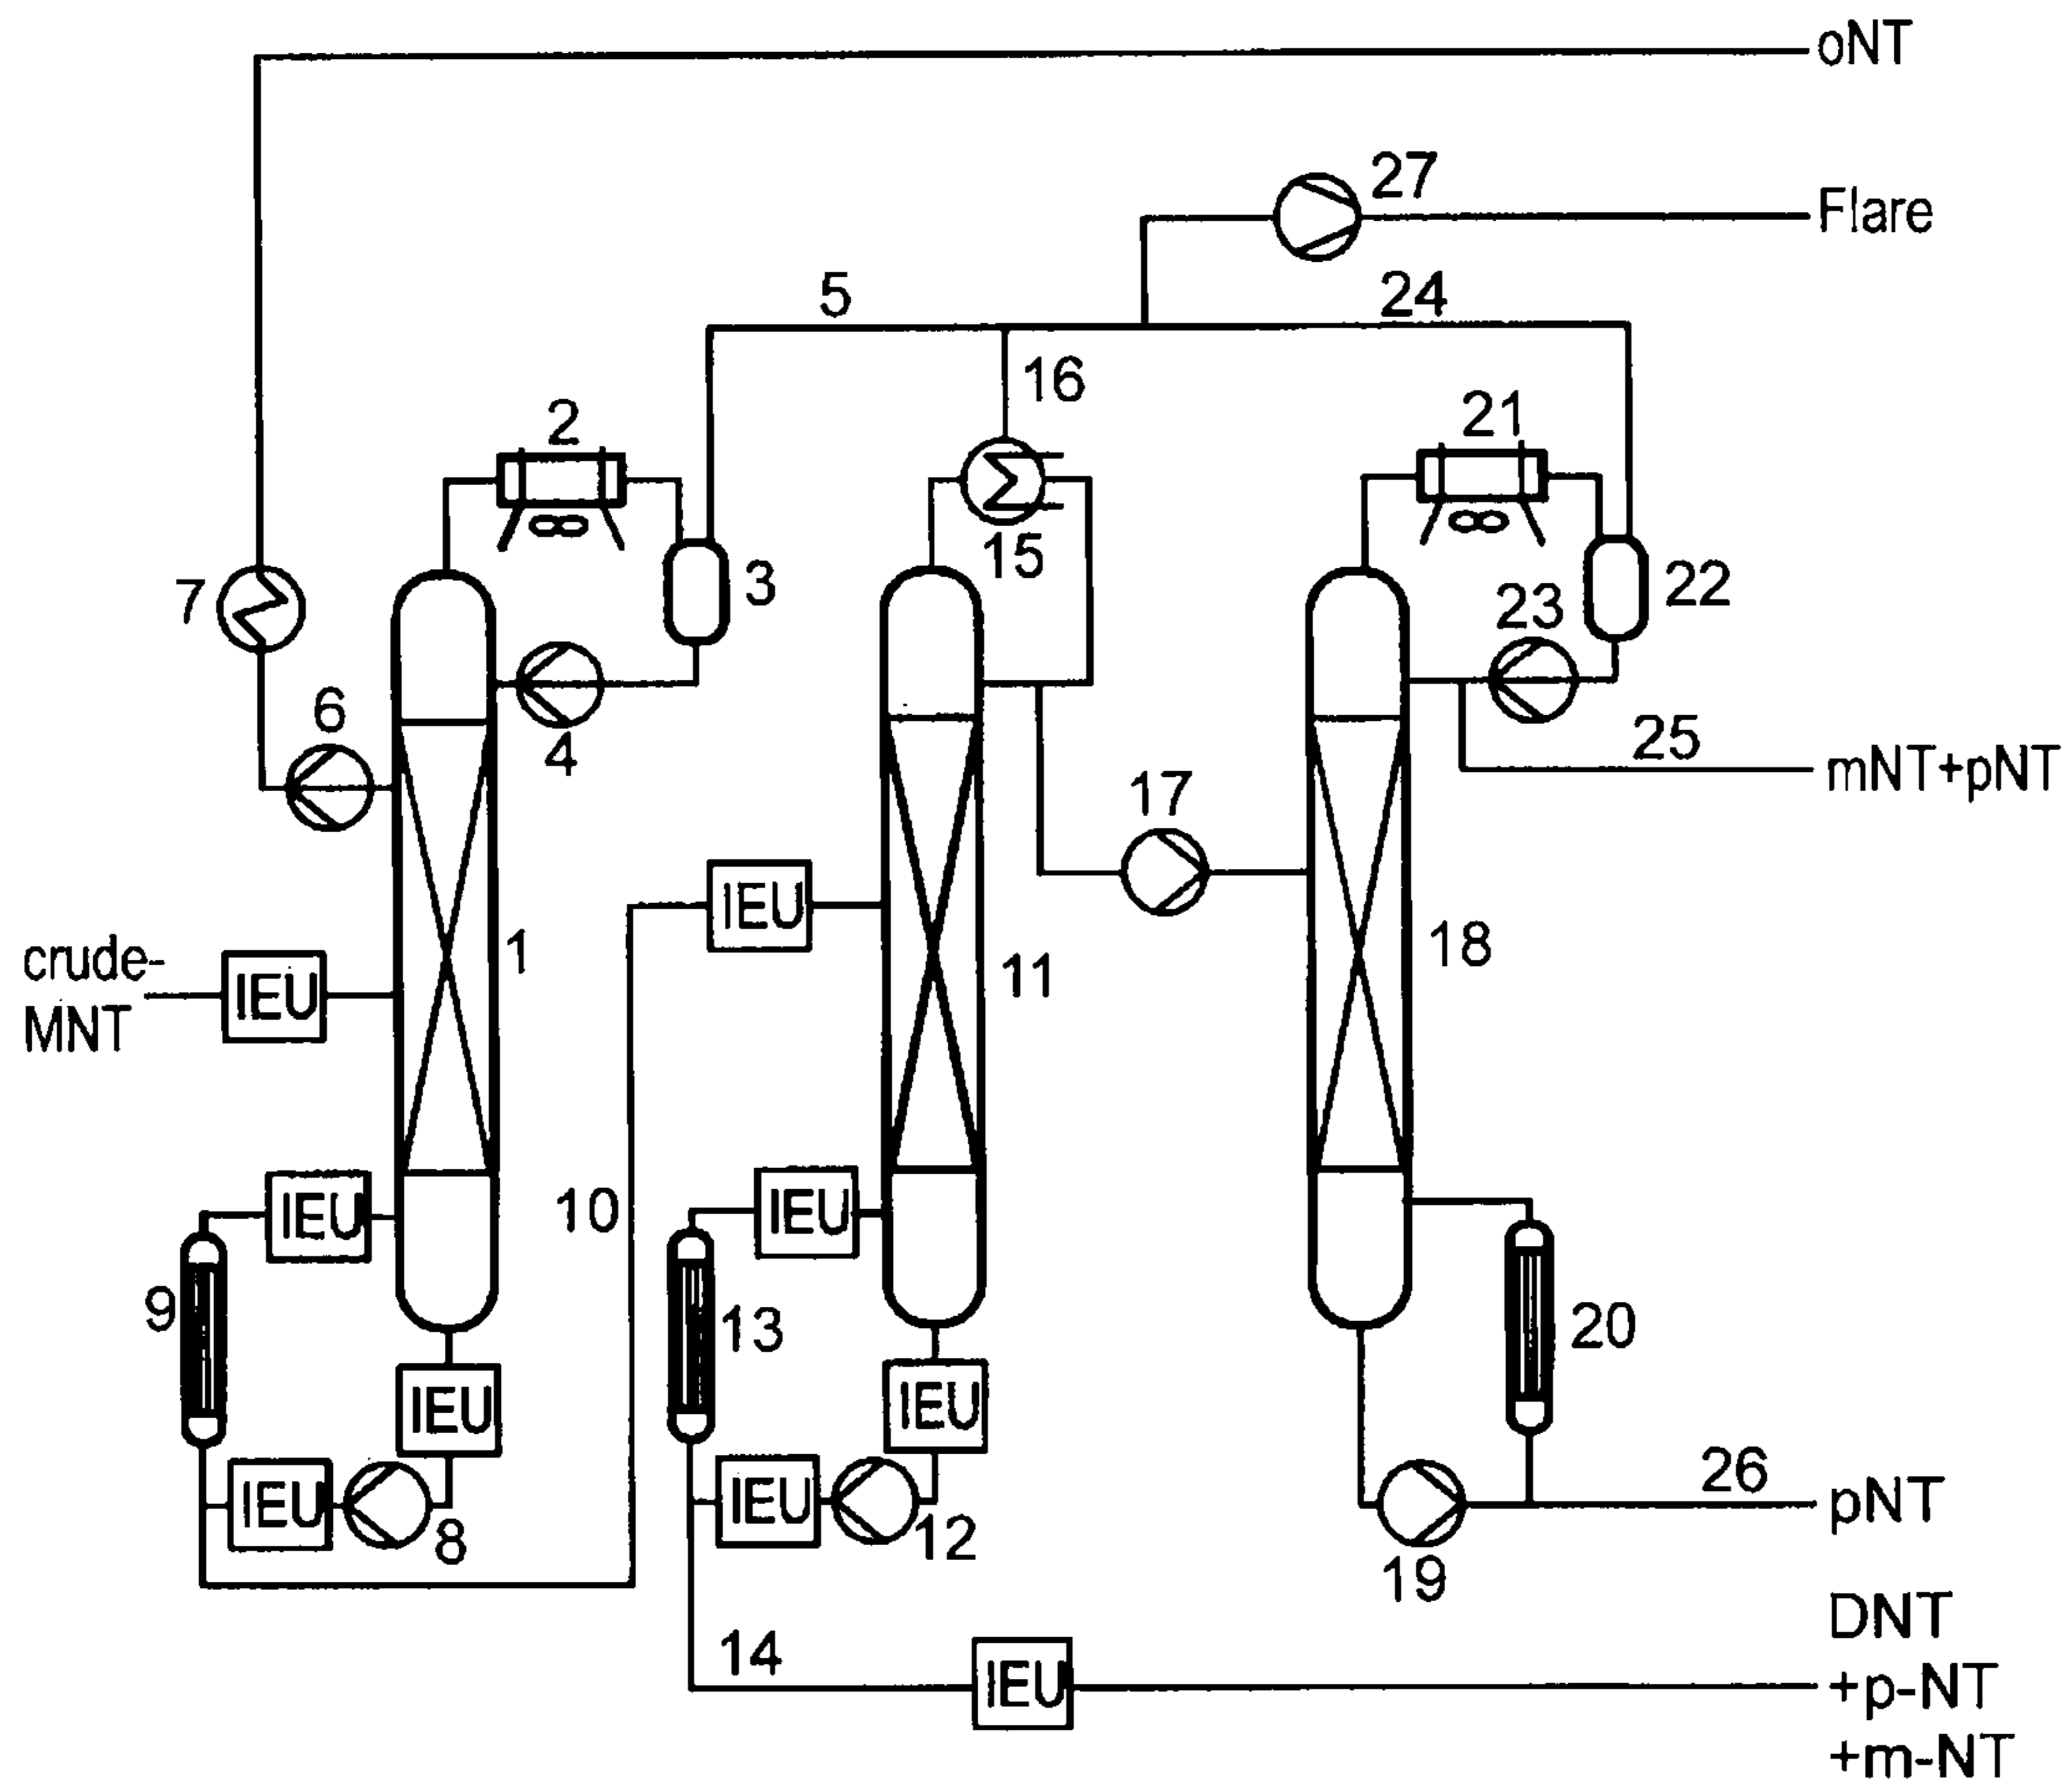 oNT
27
Flare
5
24
16
2
21
15
7
3
22
23
6
4
25
mNT+pNT
17
IEU
1
18
crude-
MNT
IEU
11
IEU
10
IEU
9
13
20
IEU
IEU
26
IEU
IEU
pNT
8
12
19
DNT
14
IEU
+p-NT
+m-NT